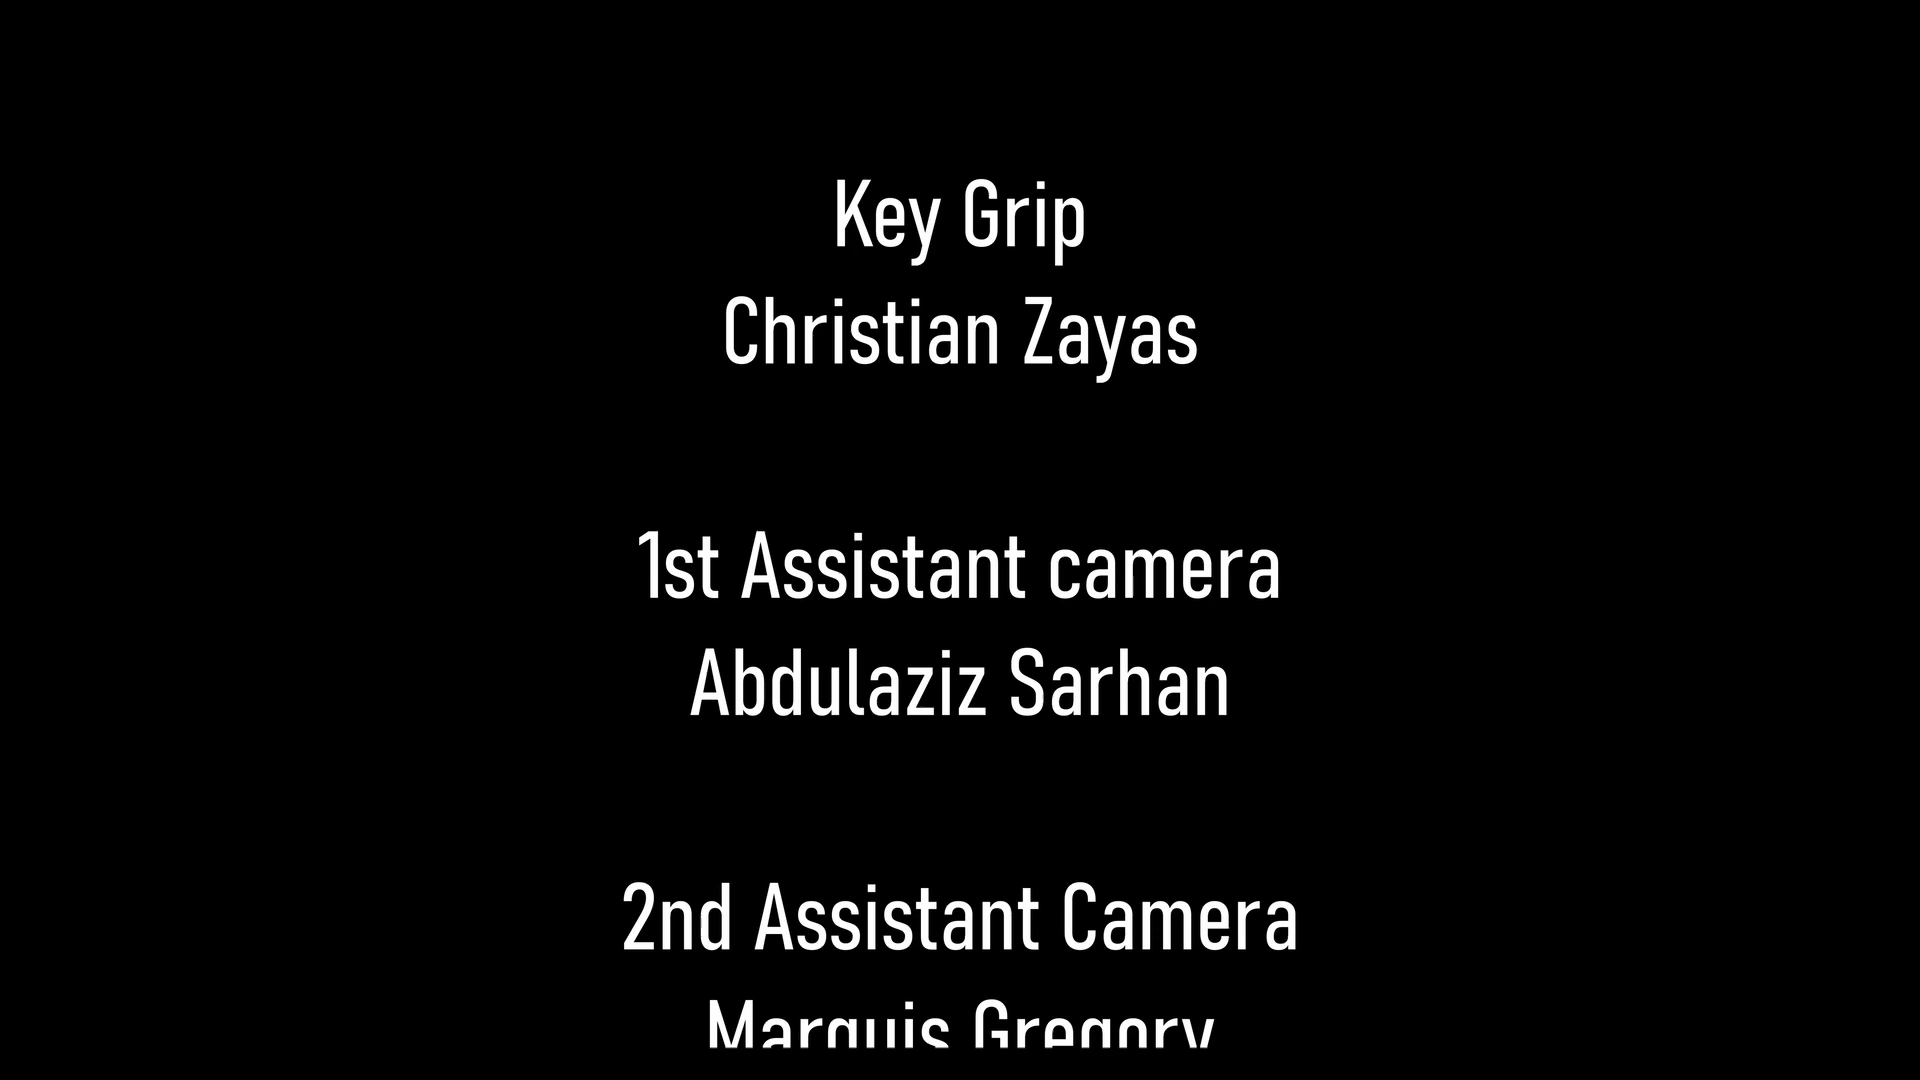 Key Grip
Christian Zayas
1st Assistant camera
Abdulaziz Sarhan
2nd Assistant Camera
Marquis Gregory